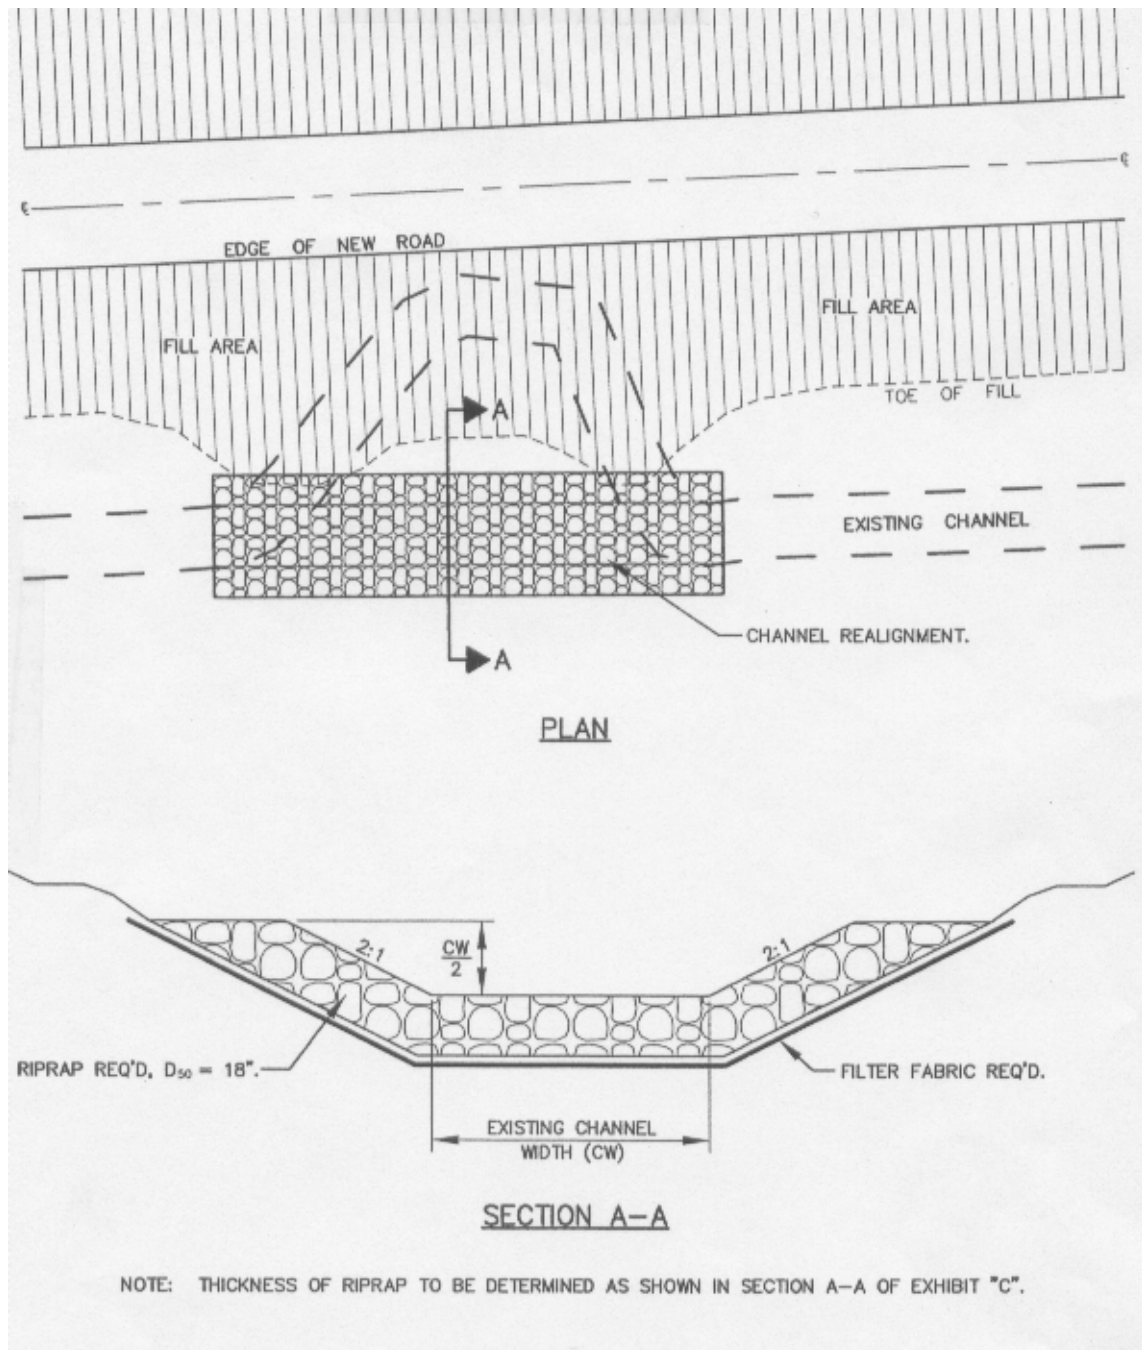 ℄
℄
EDGE OF NEW ROAD
FILL AREA
FILL AREA
TOE OF FILL
A
EXISTING CHANNEL
CHANNEL REALIGNMENT.
A
PLAN
2:1
CW
2
2:1
RIPRAP REQ'D, D50 = 18".
FILTER FABRIC REQ'D.
EXISTING CHANNEL
WIDTH (CW)
SECTION A-A
NOTE: THICKNESS OF RIPRAP TO BE DETERMINED AS SHOWN IN SECTION A-A OF EXHIBIT "C".